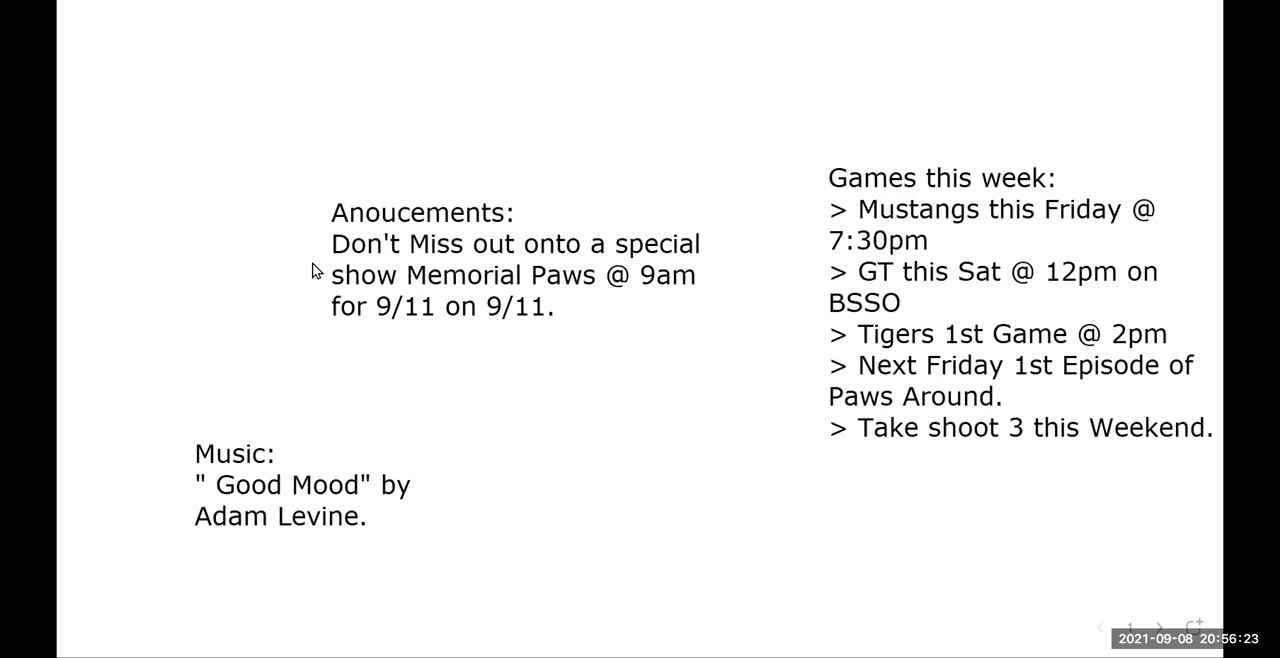 Anoucements:
Don't Miss out onto a special
show Memorial Paws @ 9am
for 9/11 on 9/11.
Games this week:
> Mustangs this Friday @
7:30pm
> GT this Sat @ 12pm on
BSSO
> Tigers 1st Game @ 2pm
> Next Friday 1st Episode of
Paws Around.
> Take shoot 3 this Weekend.
Music:
" Good Mood" by
Adam Levine.
1
2021-09-08 20:56:23